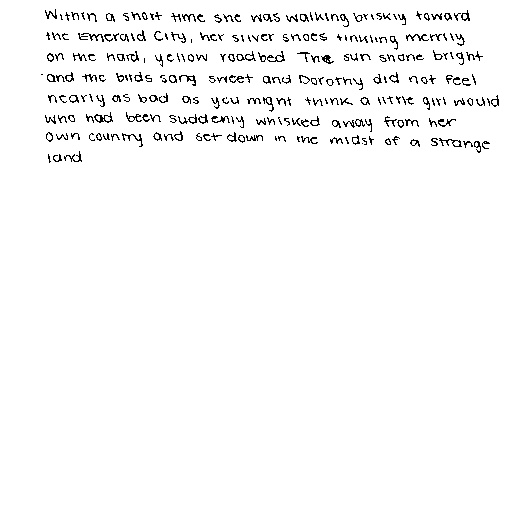 Within a short time she was walking briskly toward
the Emerald City, her silver shoes tinkling merrily
on the hard, yellow roadbed The sun shone bright
and the birds sang sweet and Dorothy did not feel
nearly as bad as you might think a little girl would
who had been suddenly whisked away from her
own country and set down in the midst of a strange
land